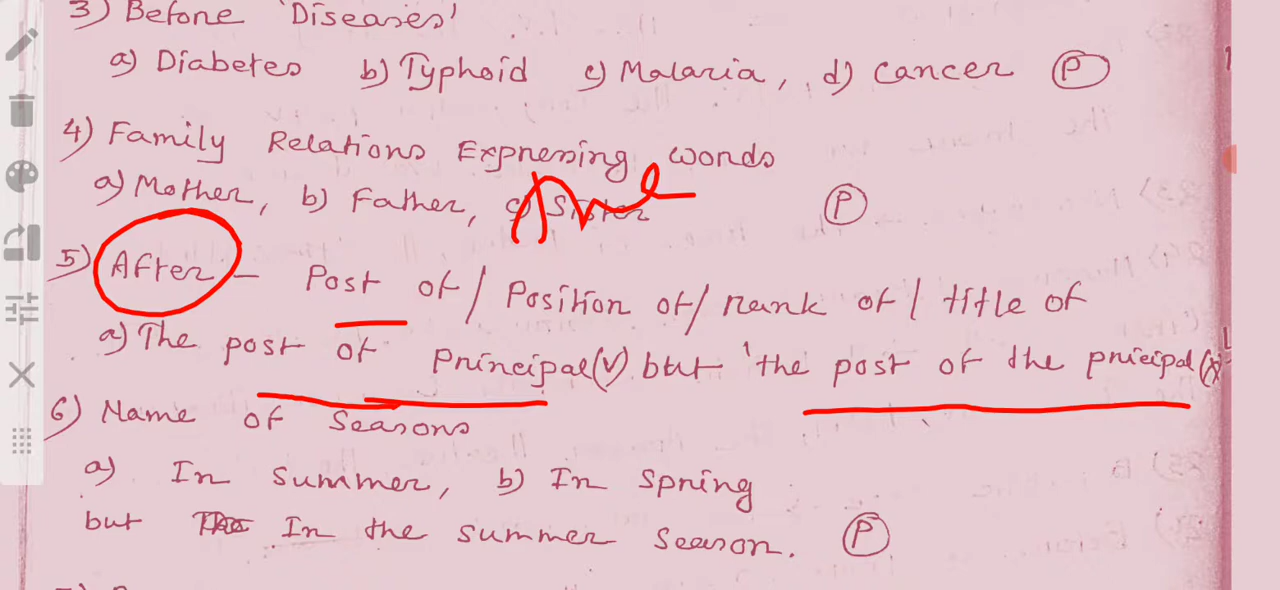 3) Before 'Diseases'
a) Diabetes b) Typhoid c) Malaria, d) Cancer P
4) Family Relations Expressing words
a) Mother, b) Father, c) Sister P
5) After - Post of / Position of / rank of / title of
a) The post of Principal (√) but 'the post of the pricipal (x)
6) Name of Seasons
a) In summer, b) In spring
but In the summer season. P